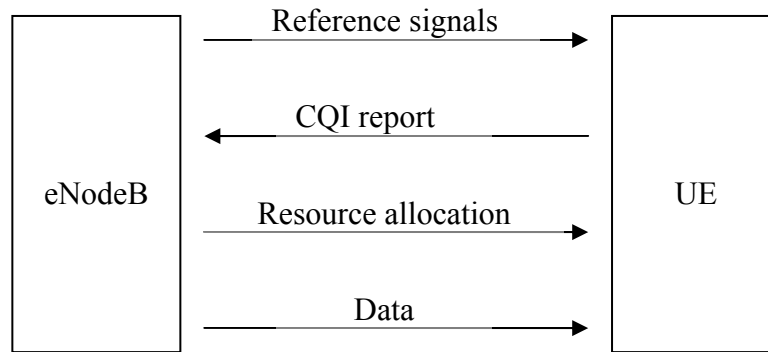 Reference signals
CQI report
eNodeB
UE
Resource allocation
Data